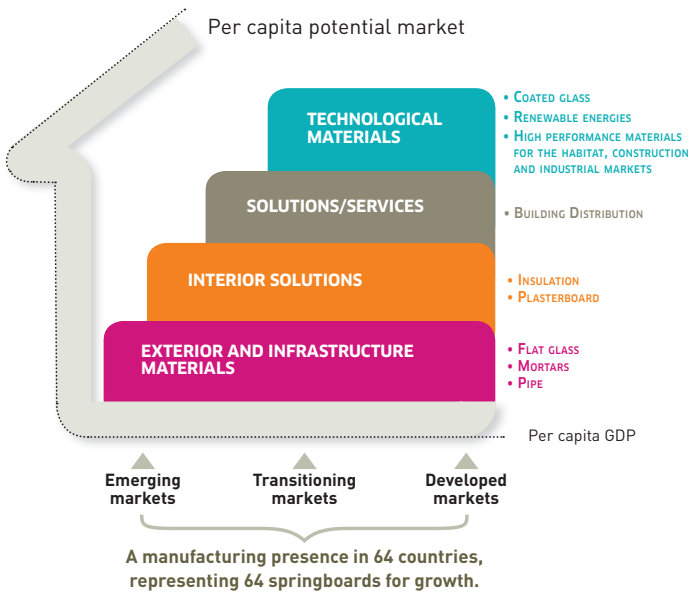 Per capita potential market
TECHNOLOGICAL
MATERIALS
• Coated glass
• Renewable energies
• High performance materials
for the habitat, construction
and industrial markets
SOLUTIONS/SERVICES
• Building Distribution
INTERIOR SOLUTIONS
• Insulation
• Plasterboard
EXTERIOR AND INFRASTRUCTURE
MATERIALS
• Flat glass
• Mortars
• Pipe
Per capita GDP
Emerging
markets
Transitioning
markets
Developed
markets
A manufacturing presence in 64 countries,
representing 64 springboards for growth.